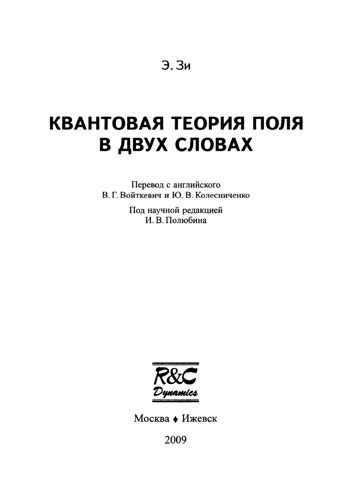 Э. Зи
КВАНТОВАЯ ТЕОРИЯ ПОЛЯ
В ДВУХ СЛОВАХ
Перевод с английского
В. Г. Войткевич и Ю. В. Колесниченко
Под научной редакцией
И. В. Полюбина
R&C
Dynamics
Москва ♦ Ижевск
2009